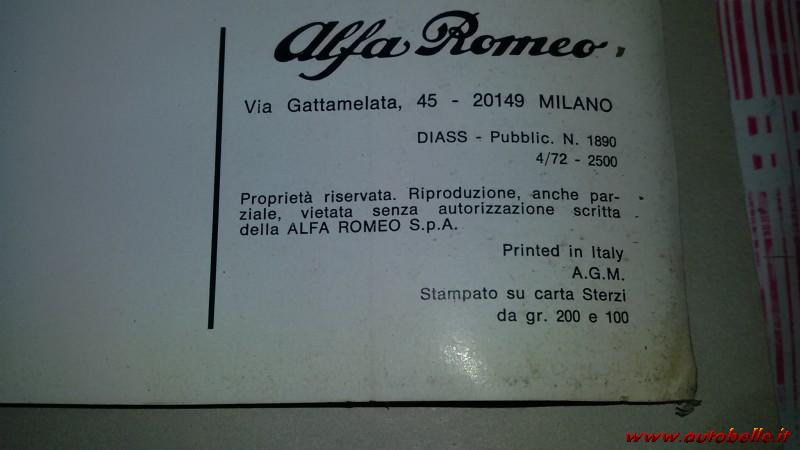 Alfa Romeo
Via Gattamelata, 45 - 20149 MILANO
DIASS - Pubblic. N. 1890
4/72 - 2500
Proprietà riservata. Riproduzione, anche par-
ziale, vietata senza autorizzazione scritta
della ALFA ROMEO S.p.A.
Printed in Italy
A.G.M.
Stampato su carta Sterzi
da gr. 200 e 100
www.autobelle.it